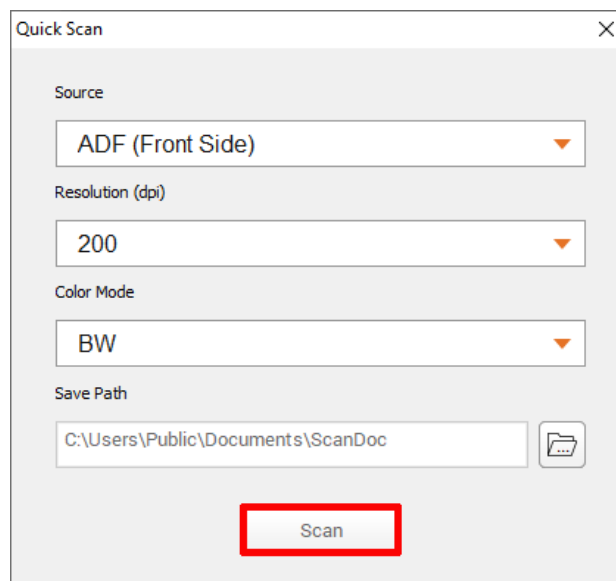 Quick Scan
Source
ADF (Front Side)
Resolution (dpi)
200
Color Mode
BW
Save Path
C:\Users\Public\Documents\ScanDoc
Scan